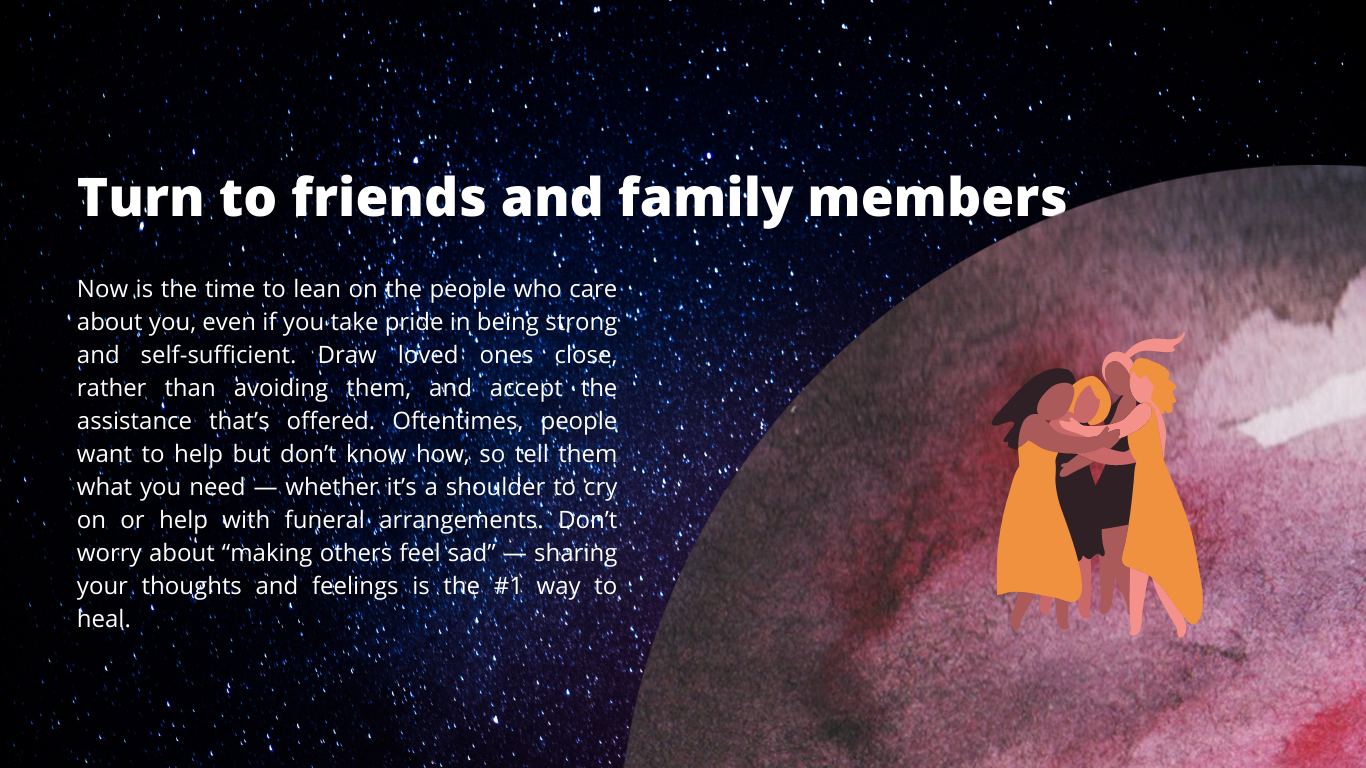 Turn to friends and family members
Now is the time to lean on the people who care
about you, even if you take pride in being strong
and self-sufficient. Draw loved ones close,
rather than avoiding them, and accept the
assistance that’s offered. Oftentimes, people
want to help but don’t know how, so tell them
what you need — whether it’s a shoulder to cry
on or help with funeral arrangements. Don’t
worry about “making others feel sad” — sharing
your thoughts and feelings is the #1 way to
heal.